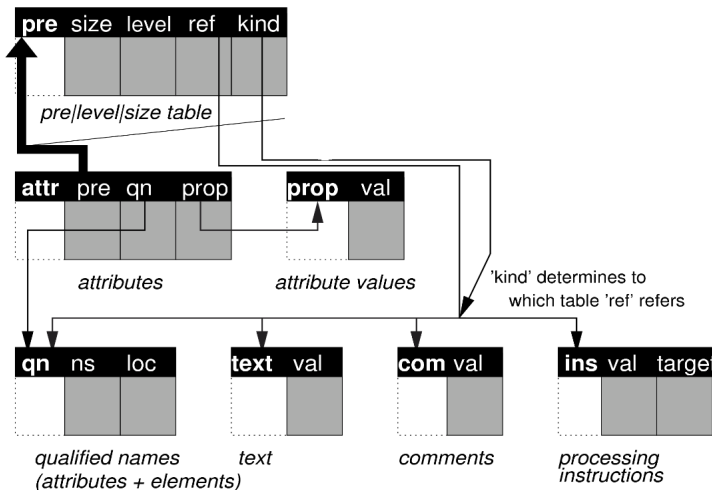 pre size level ref kind
pre|level|size table
attr pre qn prop
prop val
attributes
attribute values
'kind' determines to
which table 'ref' refers
qn ns loc
text val
com val
ins val target
qualified names
(attributes + elements)
text
comments
processing
instructions